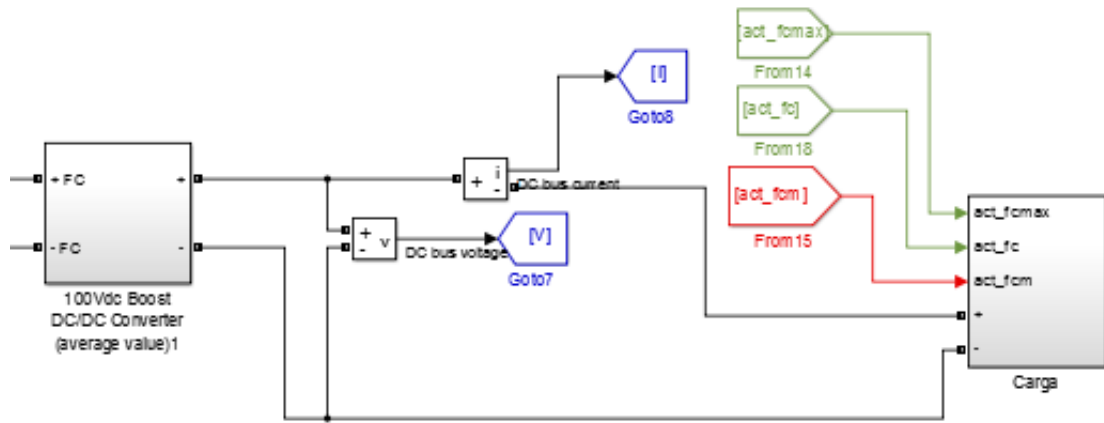 [act_fcmax]
From14
[I]
Goto8
[act_fc]
From18
+ FC
+
- FC
-
100Vdc Boost
DC/DC Converter
(average value)1
+
i
-
DC bus current
+
-
v
DC bus voltage
[V]
Goto7
[act_fcm]
From15
act_fcmax
act_fc
act_fcm
+
-
Carga